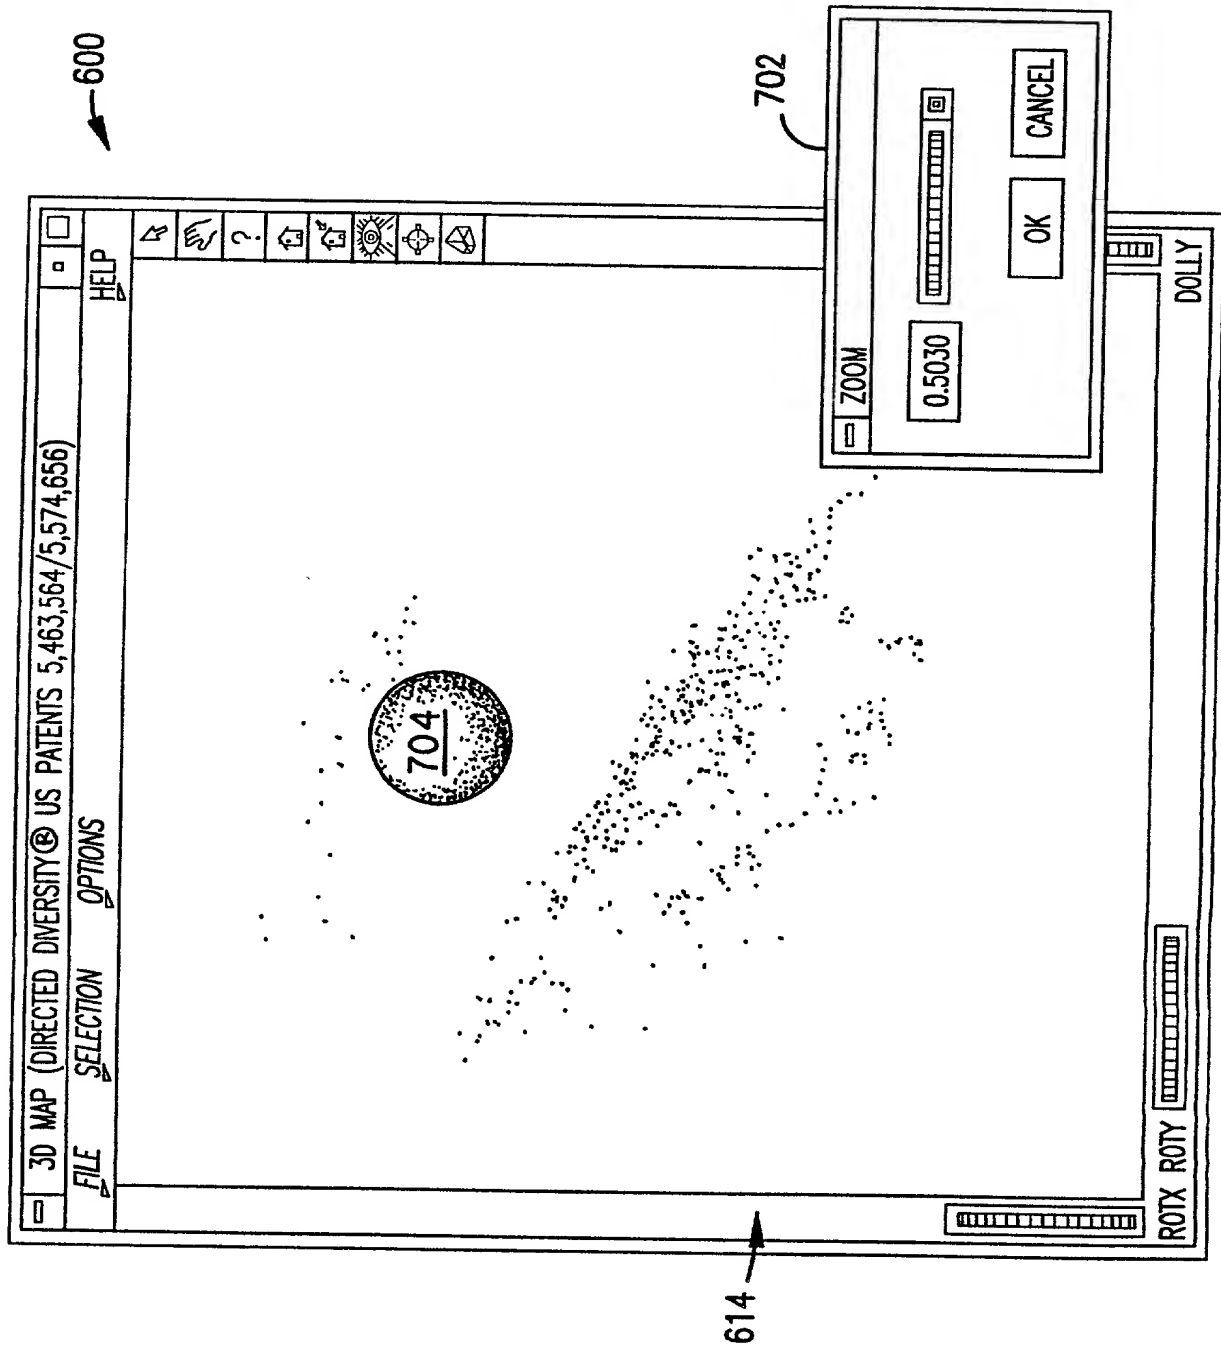 600
3D MAP (DIRECTED DIVERSITY® US PATENTS 5,463,564/5,574,656)
FILE SELECTION OPTIONS HELP
?
704
702
ZOOM
0.5030
OK CANCEL
614
ROTX ROTY DOLLY